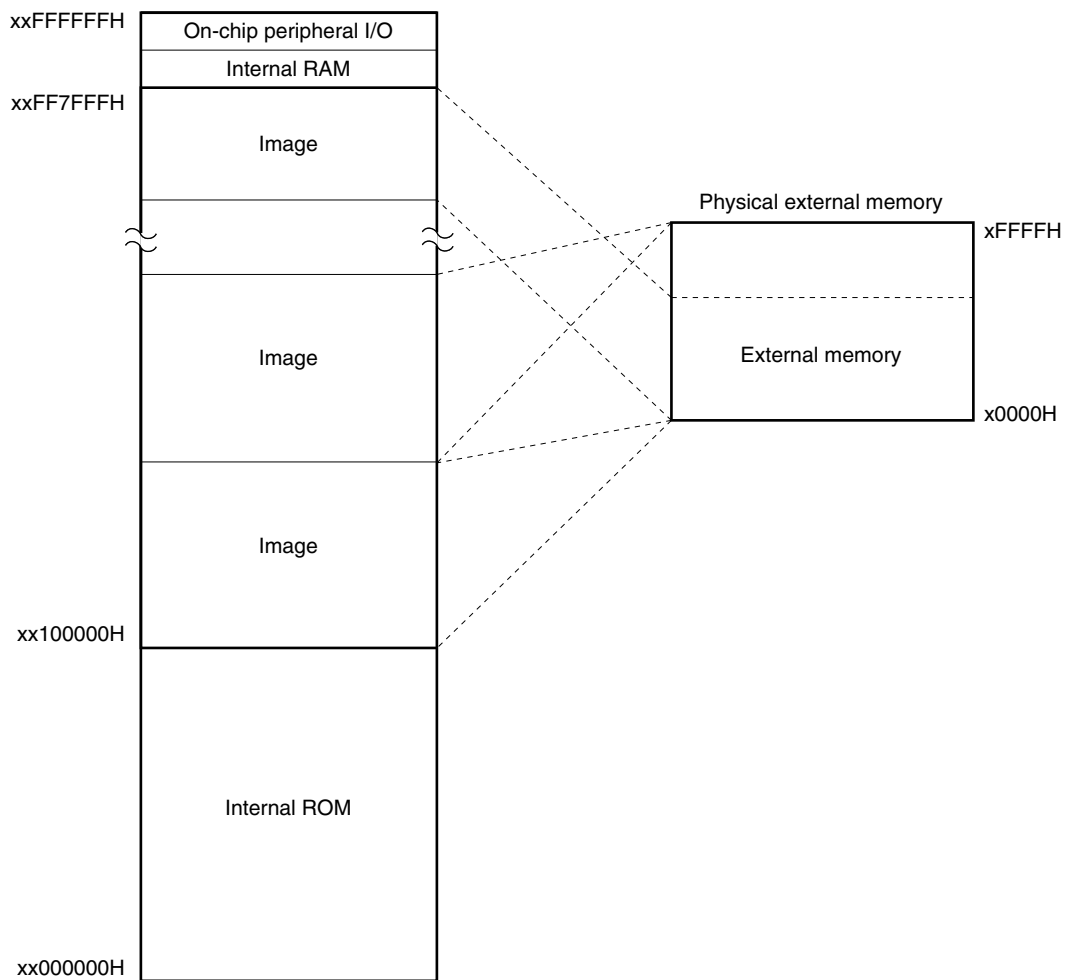 xxFFFFFFH
On-chip peripheral I/O
Internal RAM
xxFF7FFFH
Image
Physical external memory
xFFFFH
Image
External memory
x0000H
Image
xx100000H
Internal ROM
xx000000H